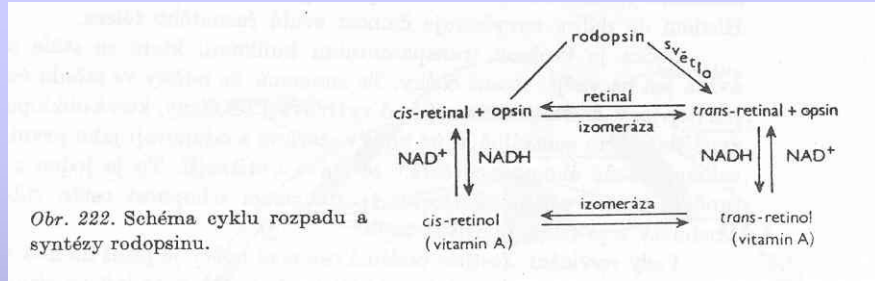 rodopsin
světlo
retinal
cis-retinal + opsin
trans-retinal + opsin
izomeráza
NAD⁺ NADH
NADH NAD⁺
izomeráza
cis-retinol
trans-retinol
(vitamin A)
(vitamin A)
Obr. 222. Schéma cyklu rozpadu a
syntézy rodopsinu.